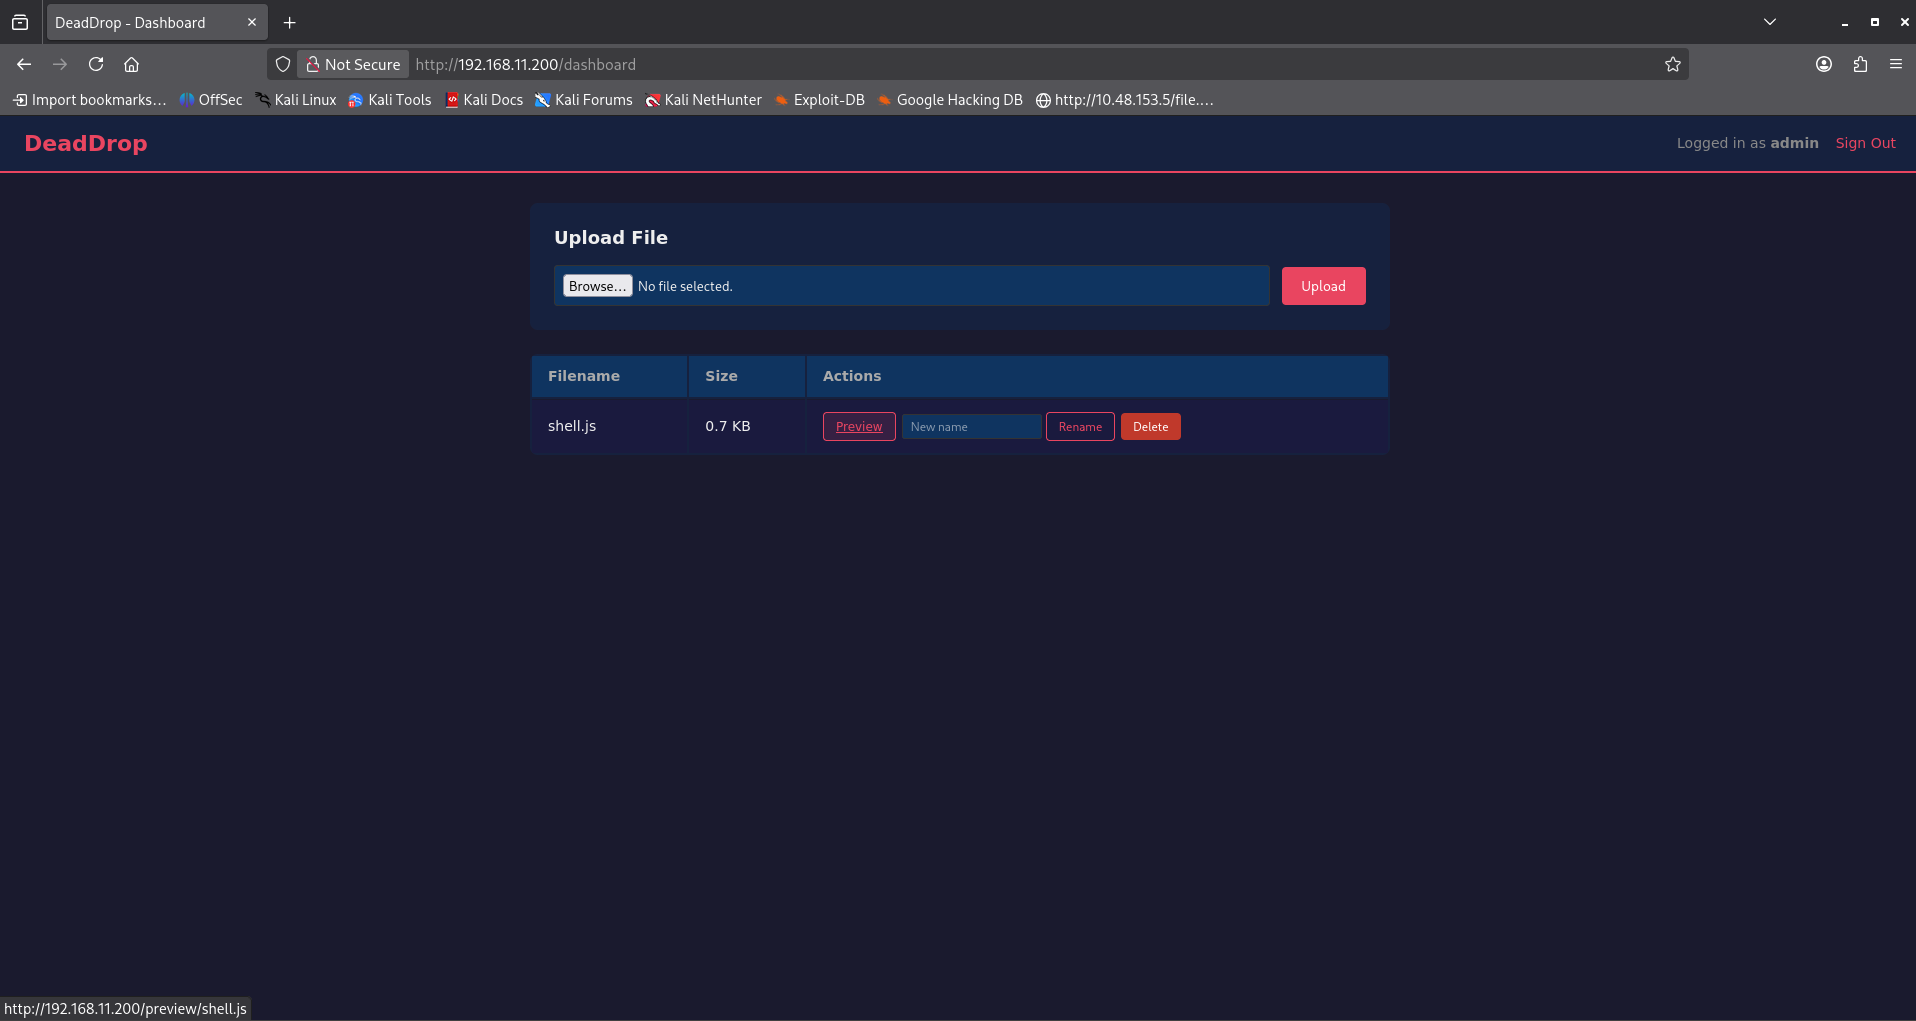 DeadDrop - Dashboard
Not Secure http://192.168.11.200/dashboard
Import bookmarks... OffSec Kali Linux Kali Tools Kali Docs Kali Forums Kali NetHunter Exploit-DB Google Hacking DB http://10.48.153.5/file....
DeadDrop Logged in as admin Sign Out
Upload File
Browse... No file selected. Upload
Filename Size Actions
shell.js 0.7 KB Preview New name Rename Delete
http://192.168.11.200/preview/shell.js